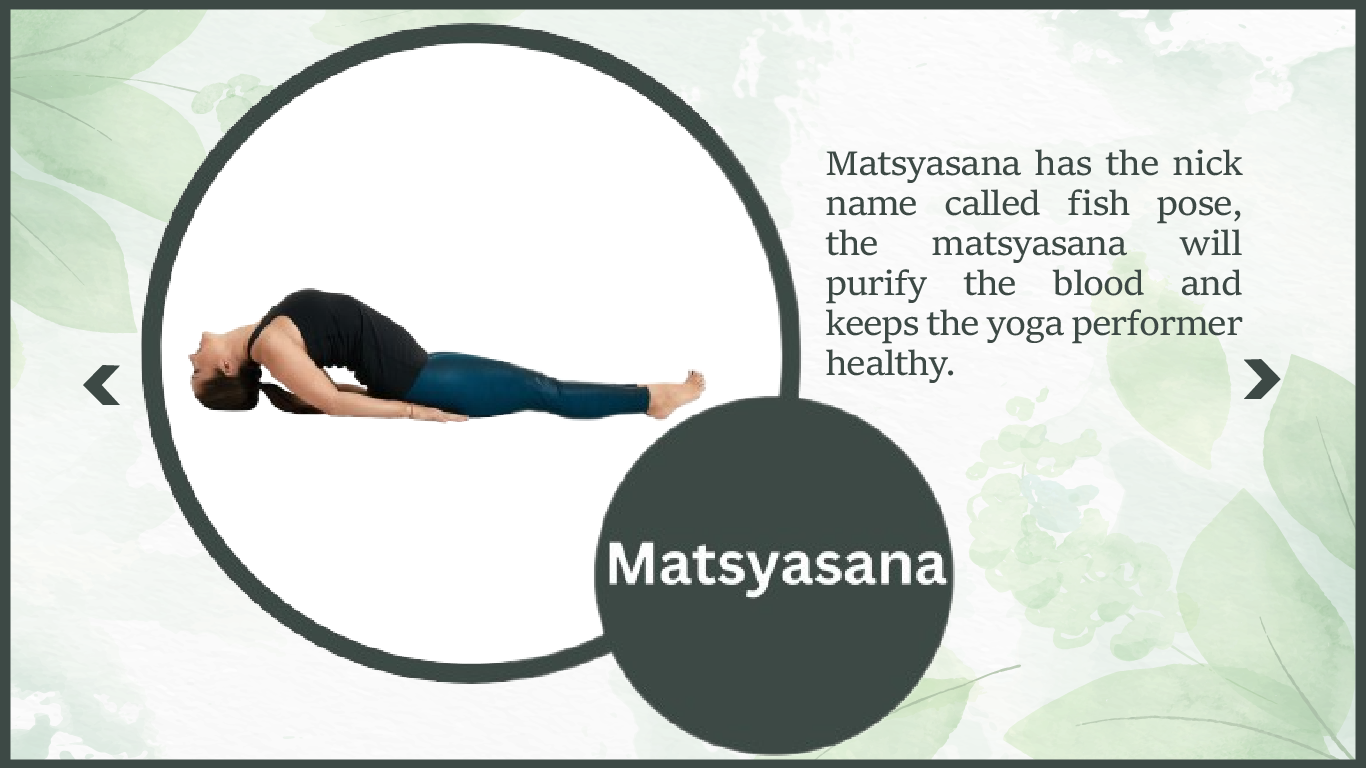 Matsyasana has the nick
name called fish pose,
the matsyasana will
purify the blood and
keeps the yoga performer
healthy.
Matsyasana